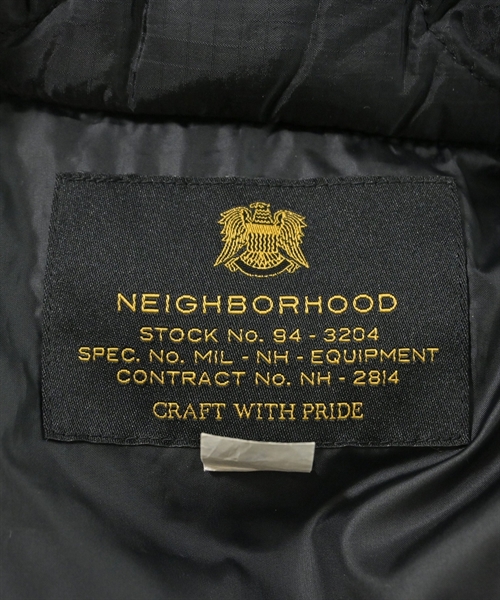 NEIGHBORHOOD
STOCK No. 94 - 3204
SPEC. No. MIL - NH - EQUIPMENT
CONTRACT No. NH - 2814
CRAFT WITH PRIDE